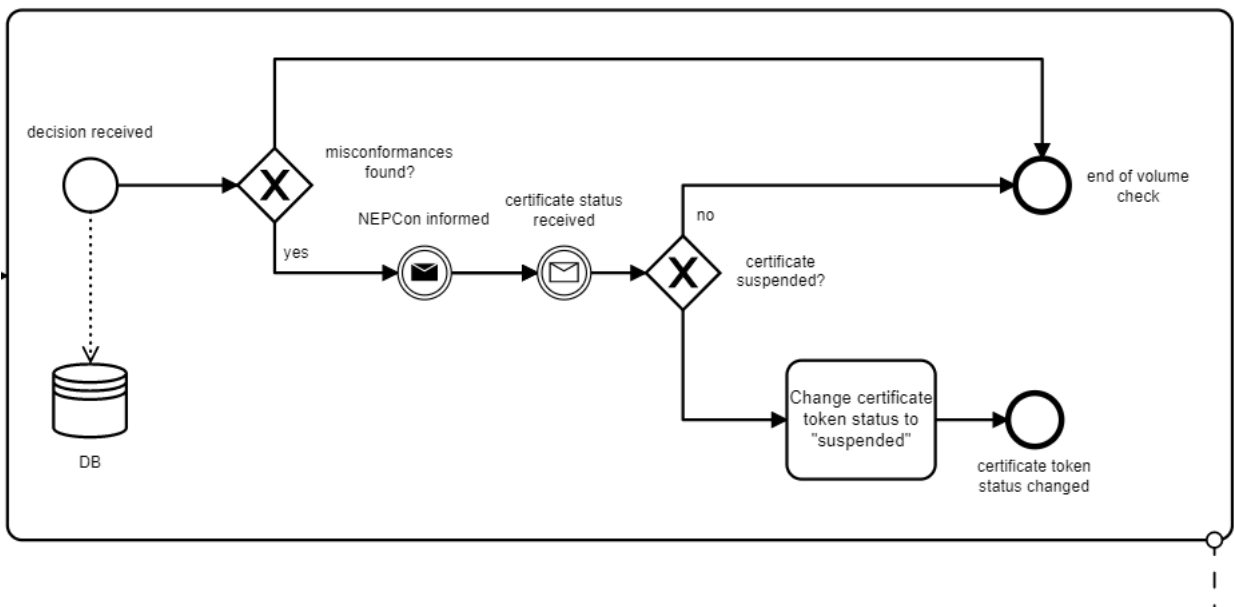 decision received
misconformances
found?
yes
NEPCon informed
certificate status
received
no
certificate
suspended?
end of volume
check
Change certificate
token status to
"suspended"
certificate token
status changed
DB